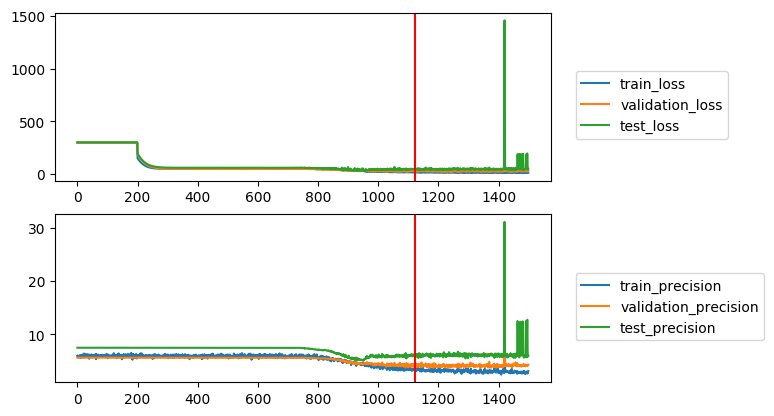 1500
1000
500
0
0 200 400 600 800 1000 1200 1400
train_loss
validation_loss
test_loss
30
20
10
0 200 400 600 800 1000 1200 1400
train_precision
validation_precision
test_precision